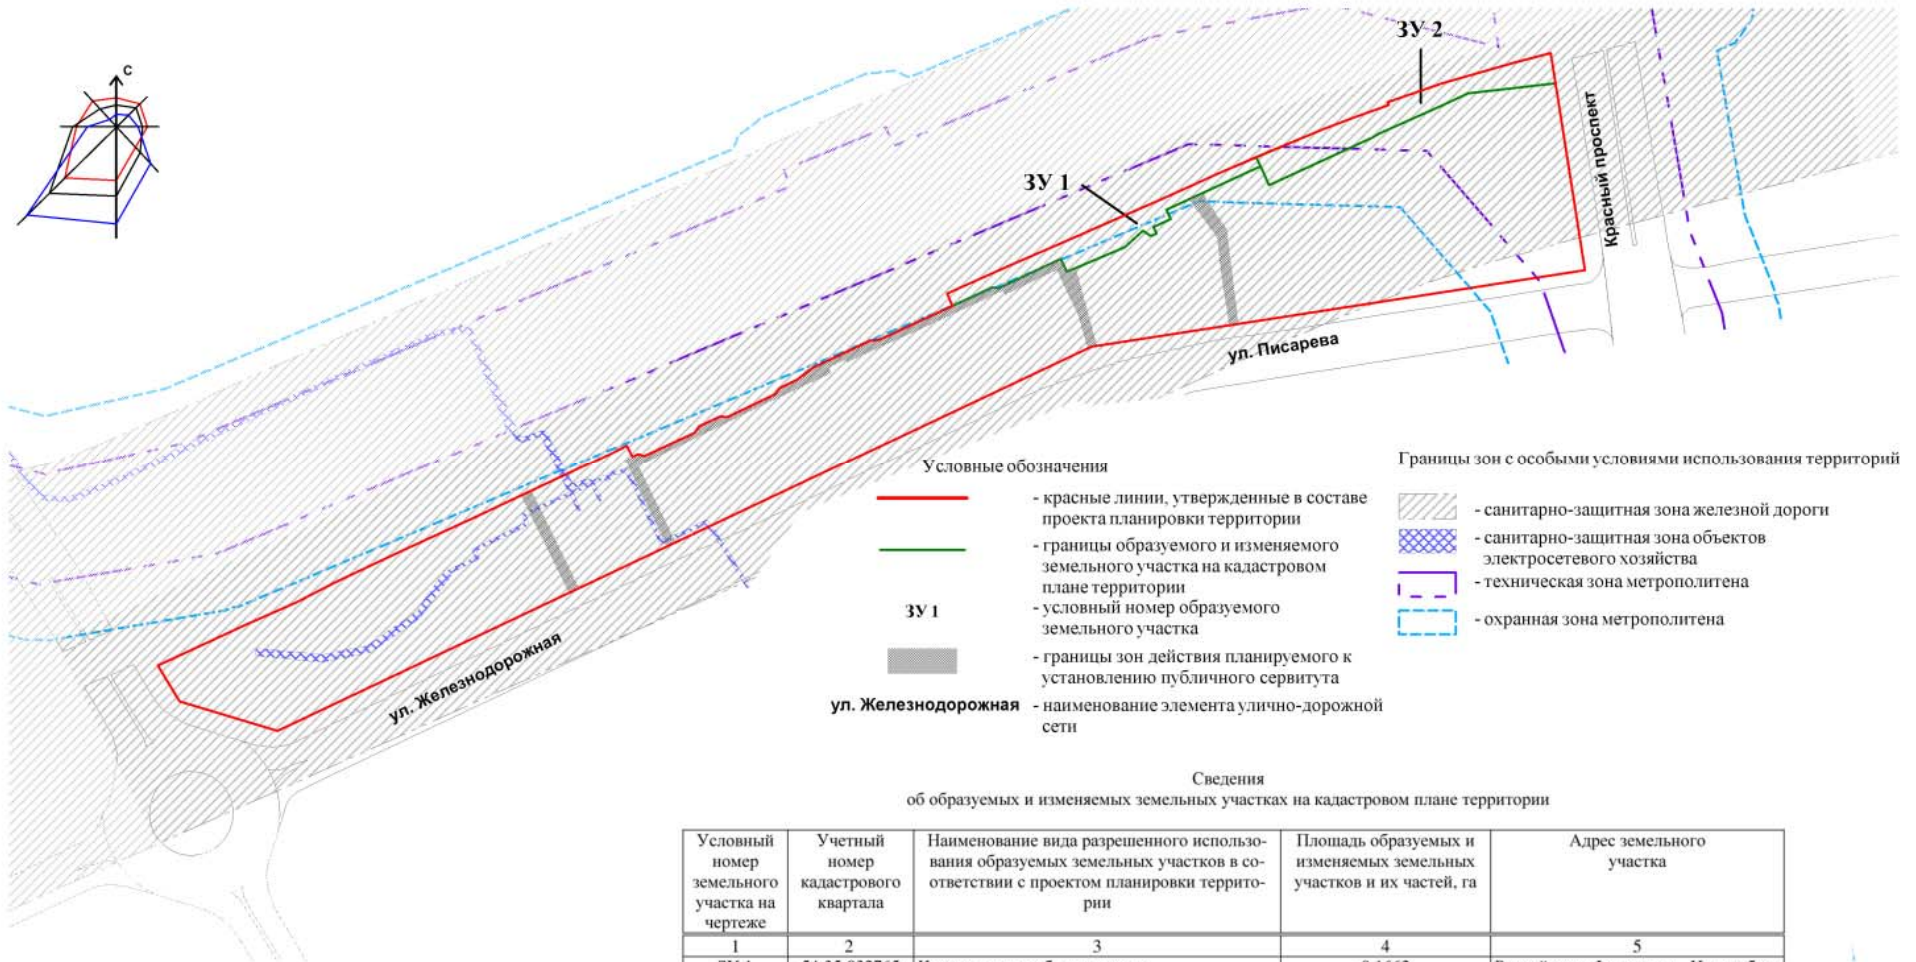 С
ЗУ 2
ЗУ 1
Красный проспект
ул. Писарева
ул. Железнодорожная
Условные обозначения
- красные линии, утвержденные в составе
проекта планировки территории
- границы образуемого и изменяемого
земельного участка на кадастровом
плане территории
ЗУ 1
- условный номер образуемого
земельного участка
- границы зон действия планируемого к
установлению публичного сервитута
ул. Железнодорожная
- наименование элемента улично-дорожной
сети
Границы зон с особыми условиями использования территорий
- санитарно-защитная зона железной дороги
- санитарно-защитная зона объектов
электросетевого хозяйства
- техническая зона метрополитена
- охранная зона метрополитена
Сведения
об образуемых и изменяемых земельных участках на кадастровом плане территории
Условный
номер
земельного
участка на
чертеже
Учетный
номер
кадастрового
квартала
Наименование вида разрешенного использо-
вания образуемых земельных участков в со-
ответствии с проектом планировки террито-
рии
Площадь образуемых и
изменяемых земельных
участков и их частей, га
Адрес земельного
участка
1
2
3
4
5